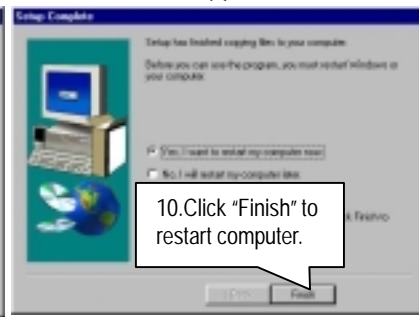 Setup Complete
Setup has finished copying files to your computer.
Before you can use the program, you must restart Windows or
your computer.
Yes, I want to restart my computer now.
No, I will restart my computer later.
10.Click “Finish” to
restart computer.
Finish